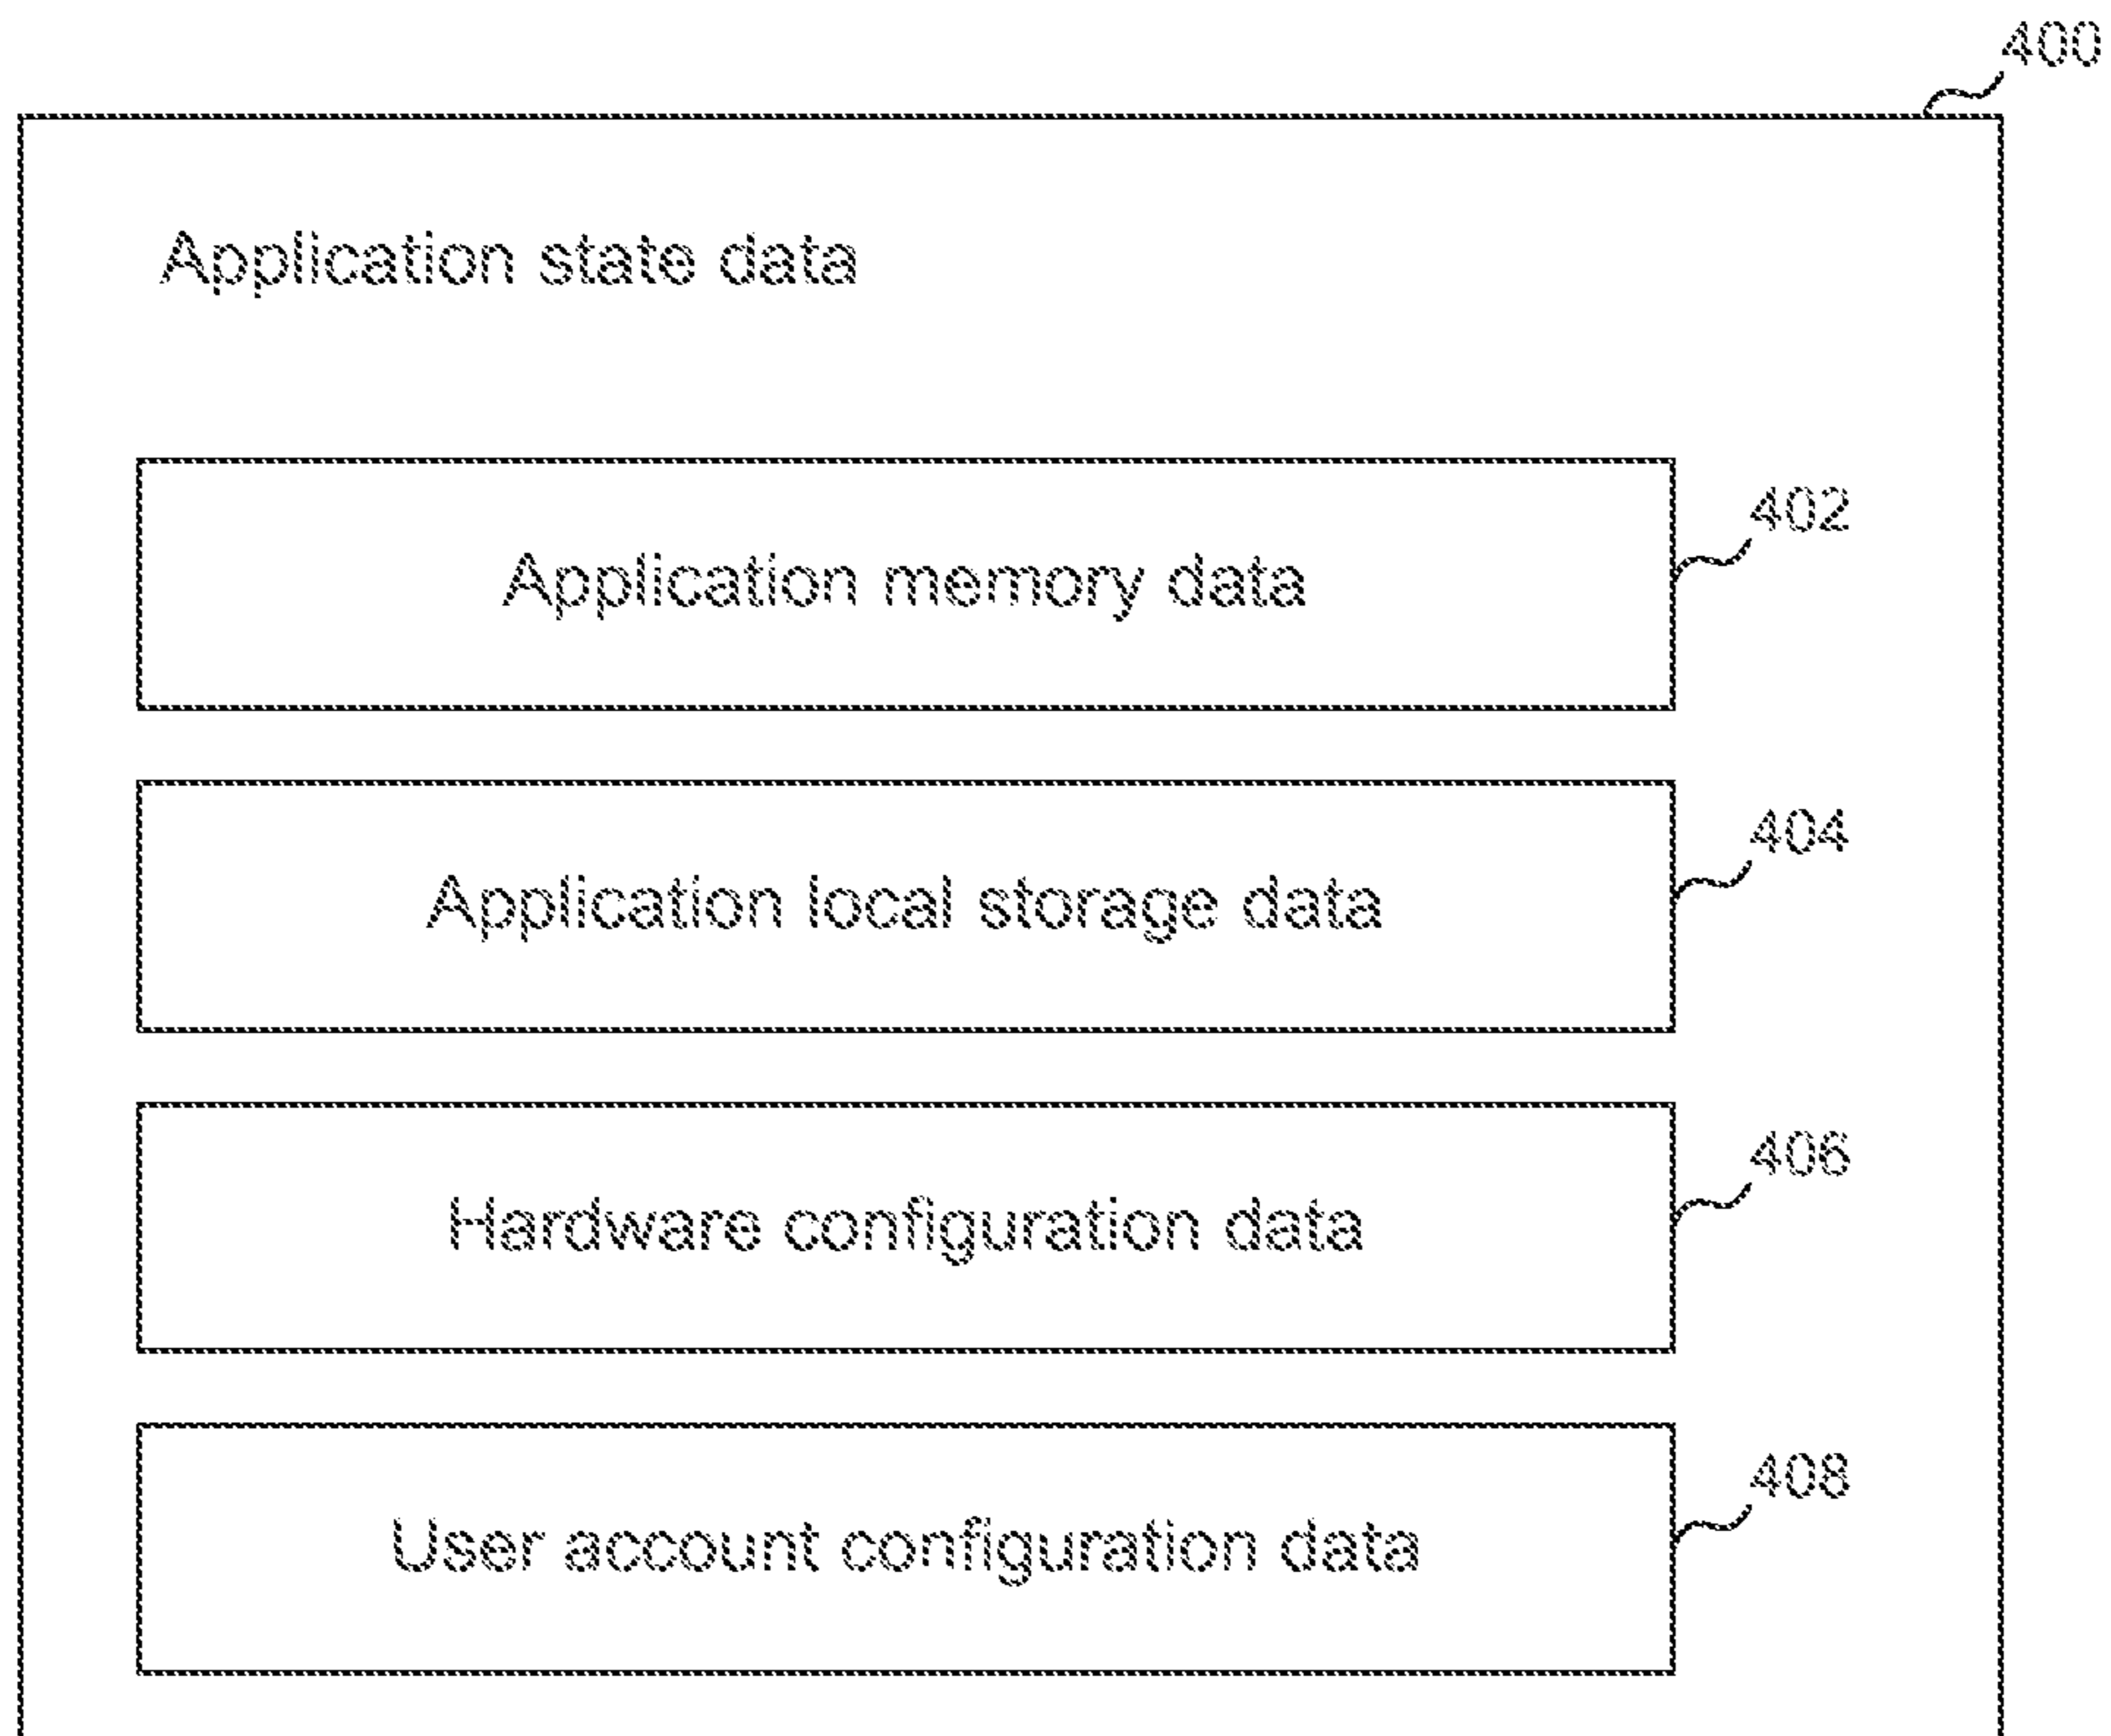 400
Application state data
402
Application memory data
404
Application local storage data
406
Hardware configuration data
408
User account configuration data